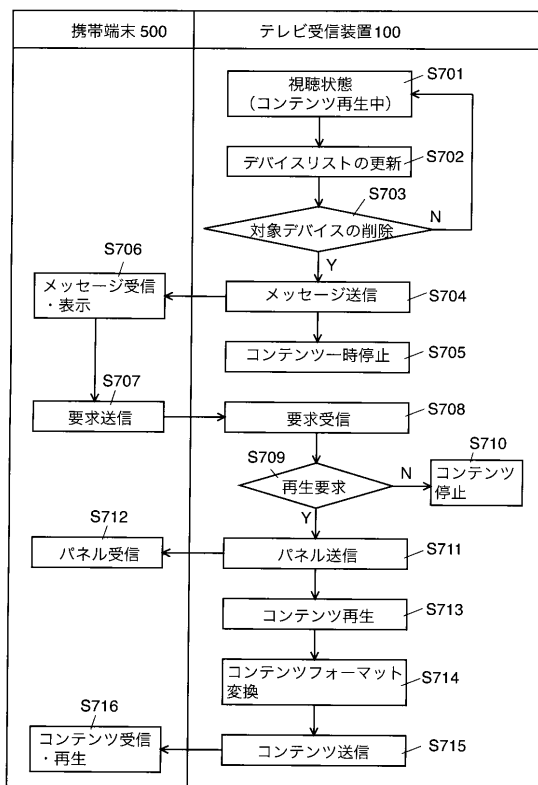 携帯端末500
テレビ受信装置100
S701
視聴状態
（コンテンツ再生中）
S702
デバイスリストの更新
S703
対象デバイスの削除
N
Y
S706
メッセージ受信
・表示
メッセージ送信
S704
コンテンツ一時停止
S705
S707
要求送信
要求受信
S708
S709
再生要求
N
S710
コンテンツ
停止
Y
S712
パネル受信
パネル送信
S711
コンテンツ再生
S713
コンテンツフォーマット
変換
S714
S716
コンテンツ受信
・再生
コンテンツ送信
S715